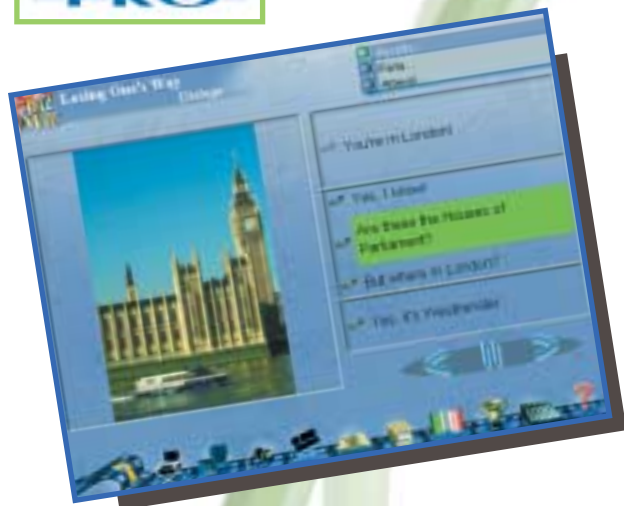 PRO
Losing One's Way
Dialogue
You're in London!
Yes, I know!
Are these the Houses of
Parliament?
But where in London?
Yes, it's Westminster